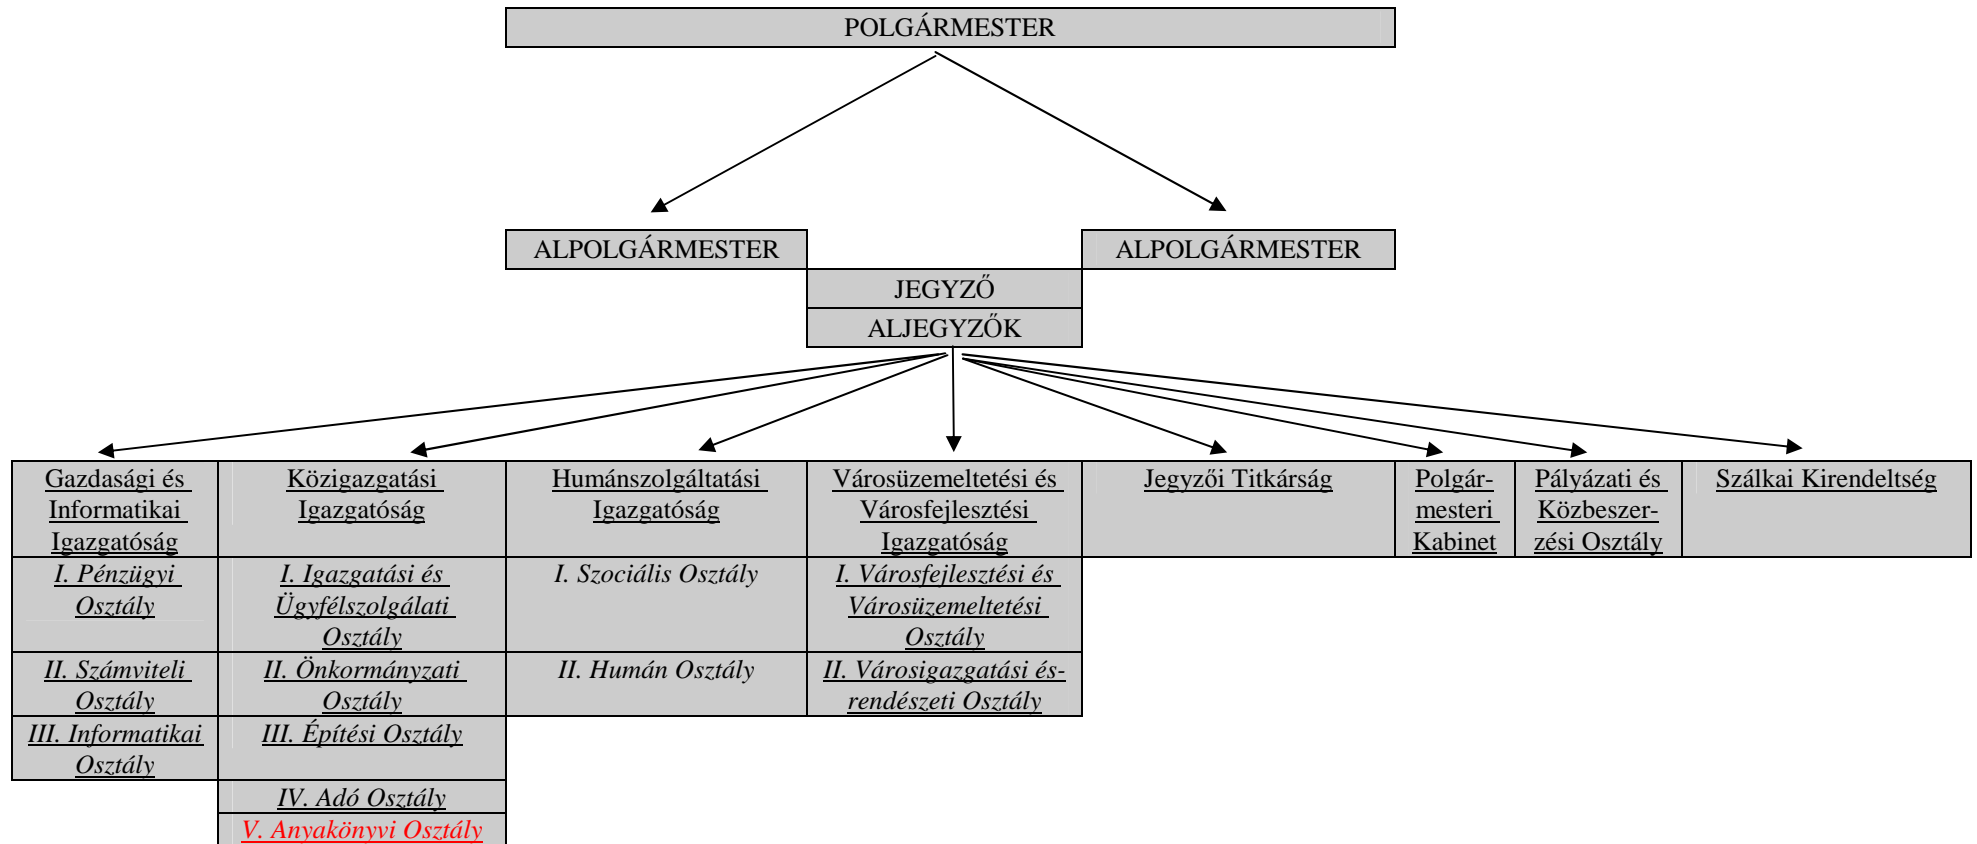 POLGÁRMESTER
ALPOLGÁRMESTER
ALPOLGÁRMESTER
JEGYZŐ
ALJEGYZŐK
Gazdasági és
Informatikai
Igazgatóság
Közigazgatási
Igazgatóság
Humánszolgáltatási
Igazgatóság
Városüzemeltetési és
Városfejlesztési
Igazgatóság
Jegyzői Titkárság
Polgár-
mesteri
Kabinet
Pályázati és
Közbeszer-
zési Osztály
Szálkai Kirendeltség
I. Pénzügyi
Osztály
I. Igazgatási és
Ügyfélszolgálati
Osztály
I. Szociális Osztály
I. Városfejlesztési és
Városüzemeltetési
Osztály
II. Számviteli
Osztály
II. Önkormányzati
Osztály
II. Humán Osztály
II. Városigazgatási és-
rendészeti Osztály
III. Informatikai
Osztály
III. Építési Osztály
IV. Adó Osztály
V. Anyakönyvi Osztály